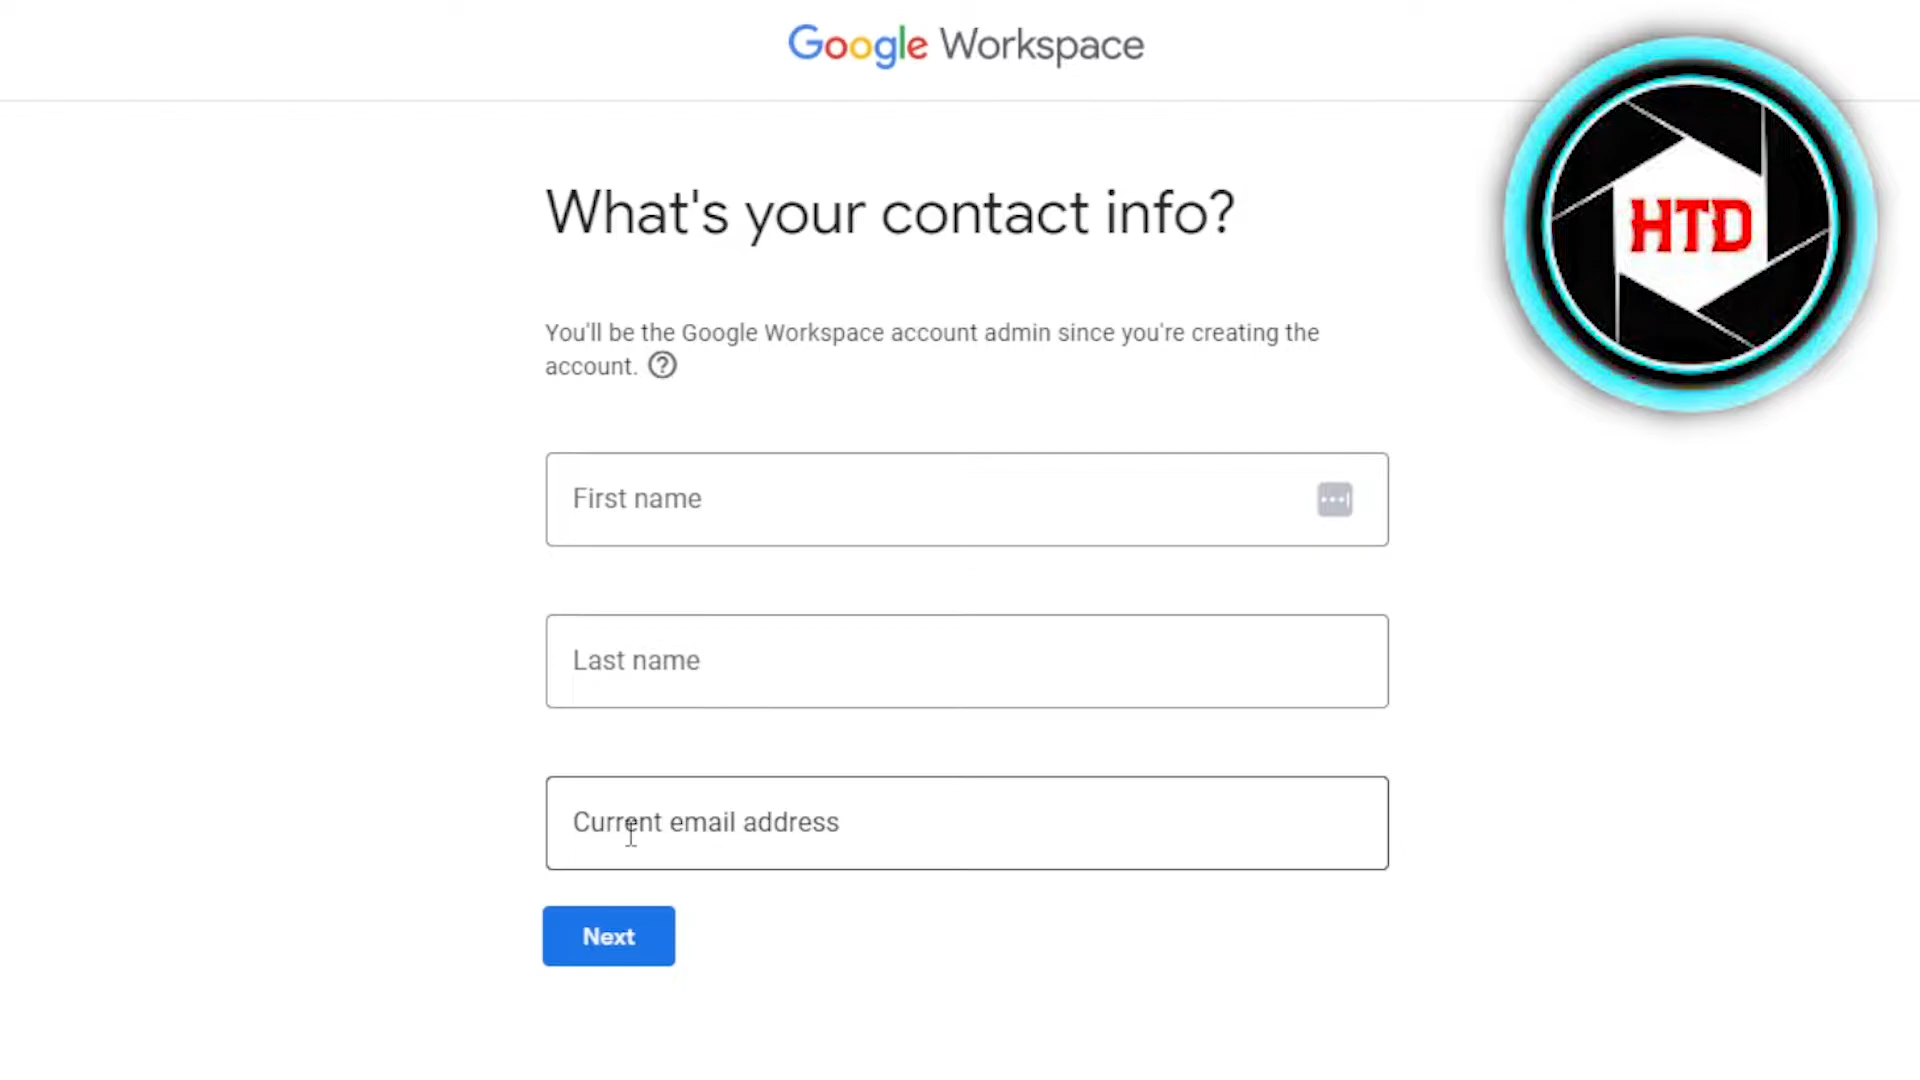 Google Workspace
HTD
What's your contact info?
You'll be the Google Workspace account admin since you're creating the
account. ?
First name
Last name
Current email address
Next